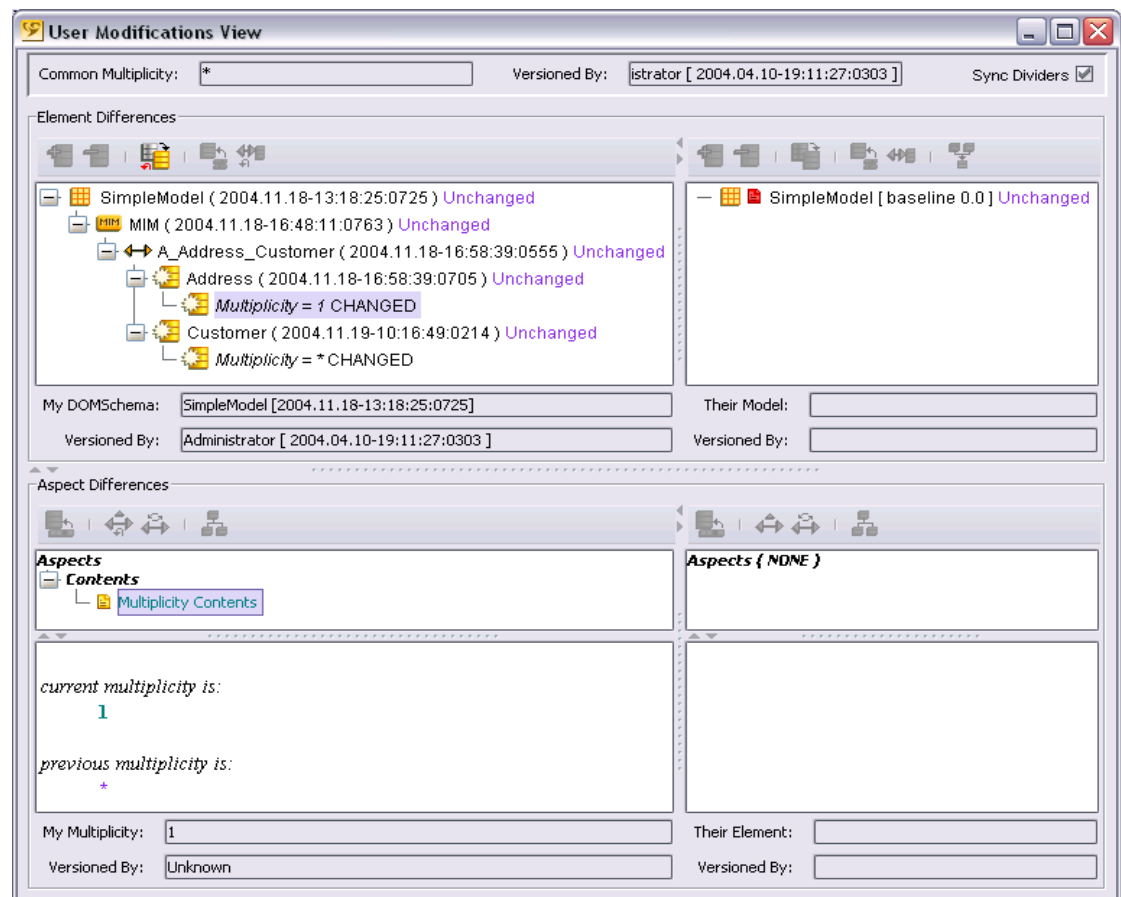 User Modifications View
Common Multiplicity: * Versioned By: istrator [ 2004.04.10-19:11:27:0303 ] Sync Dividers
Element Differences
SimpleModel ( 2004.11.18-13:18:25:0725 ) Unchanged
MIM MIM ( 2004.11.18-16:48:11:0763 ) Unchanged
A_Address_Customer ( 2004.11.18-16:58:39:0555 ) Unchanged
Address ( 2004.11.18-16:58:39:0705 ) Unchanged
Multiplicity = 1 CHANGED
Customer ( 2004.11.19-10:16:49:0214 ) Unchanged
Multiplicity = * CHANGED
SimpleModel [ baseline 0.0 ] Unchanged
My DOMSchema: SimpleModel [2004.11.18-13:18:25:0725]
Versioned By: Administrator [ 2004.04.10-19:11:27:0303 ]
Their Model:
Versioned By:
Aspect Differences
Aspects
Contents
Multiplicity Contents
Aspects { NONE }
current multiplicity is:
1
previous multiplicity is:
*
My Multiplicity: 1
Versioned By: Unknown
Their Element:
Versioned By: